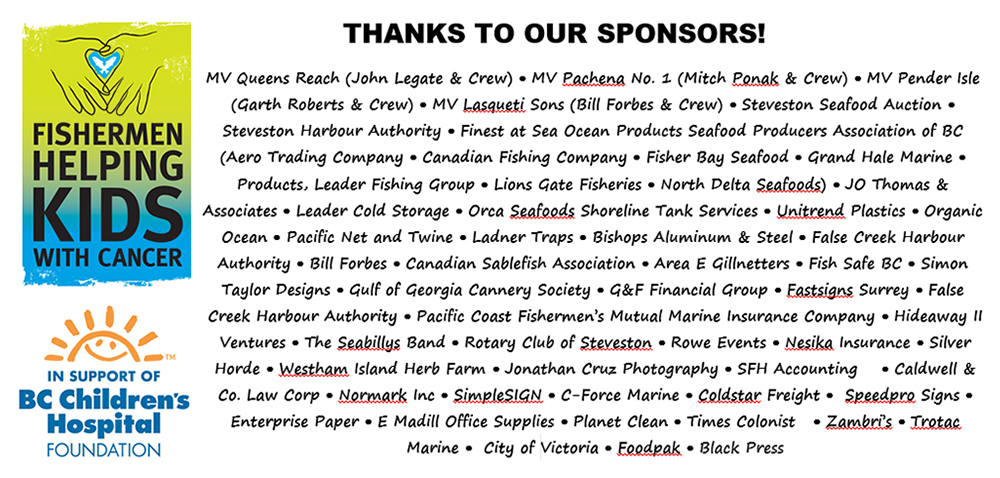 THANKS TO OUR SPONSORS!
MV Queens Reach (John Legate & Crew) • MV Pachena No. 1 (Mitch Ponak & Crew) • MV Pender Isle
(Garth Roberts & Crew) • MV Lasqueti Sons (Bill Forbes & Crew) • Steveston Seafood Auction •
Steveston Harbour Authority • Finest at Sea Ocean Products Seafood Producers Association of BC
(Aero Trading Company • Canadian Fishing Company • Fisher Bay Seafood • Grand Hale Marine •
Products, Leader Fishing Group • Lions Gate Fisheries • North Delta Seafoods) • JO Thomas &
Associates • Leader Cold Storage • Orca Seafoods Shoreline Tank Services • Unitrend Plastics • Organic
Ocean • Pacific Net and Twine • Ladner Traps • Bishops Aluminum & Steel • False Creek Harbour
Authority • Bill Forbes • Canadian Sablefish Association • Area E Gillnetters • Fish Safe BC • Simon
Taylor Designs • Gulf of Georgia Cannery Society • G&F Financial Group • Eastsigns Surrey • False
Creek Harbour Authority • Pacific Coast Fishermen's Mutual Marine Insurance Company • Hideaway II
Ventures • The Seabillys Band • Rotary Club of Steveston • Rowe Events • Nesika Insurance • Silver
Horde • Westham Island Herb Farm • Jonathan Cruz Photography • SFH Accounting • Caldwell &
Co. Law Corp • Normark Inc • SimpleSIGN • C-Force Marine • Coldstar Freight • Speedpro Signs •
Enterprise Paper • E Madill Office Supplies • Planet Clean • Times Colonist • Zambri's • Trotac
Marine • City of Victoria • Foodpak • Black Press
FISHERMEN
HELPING
KIDS
WITH CANCER
TM
IN SUPPORT OF
BC Children's
Hospital
FOUNDATION